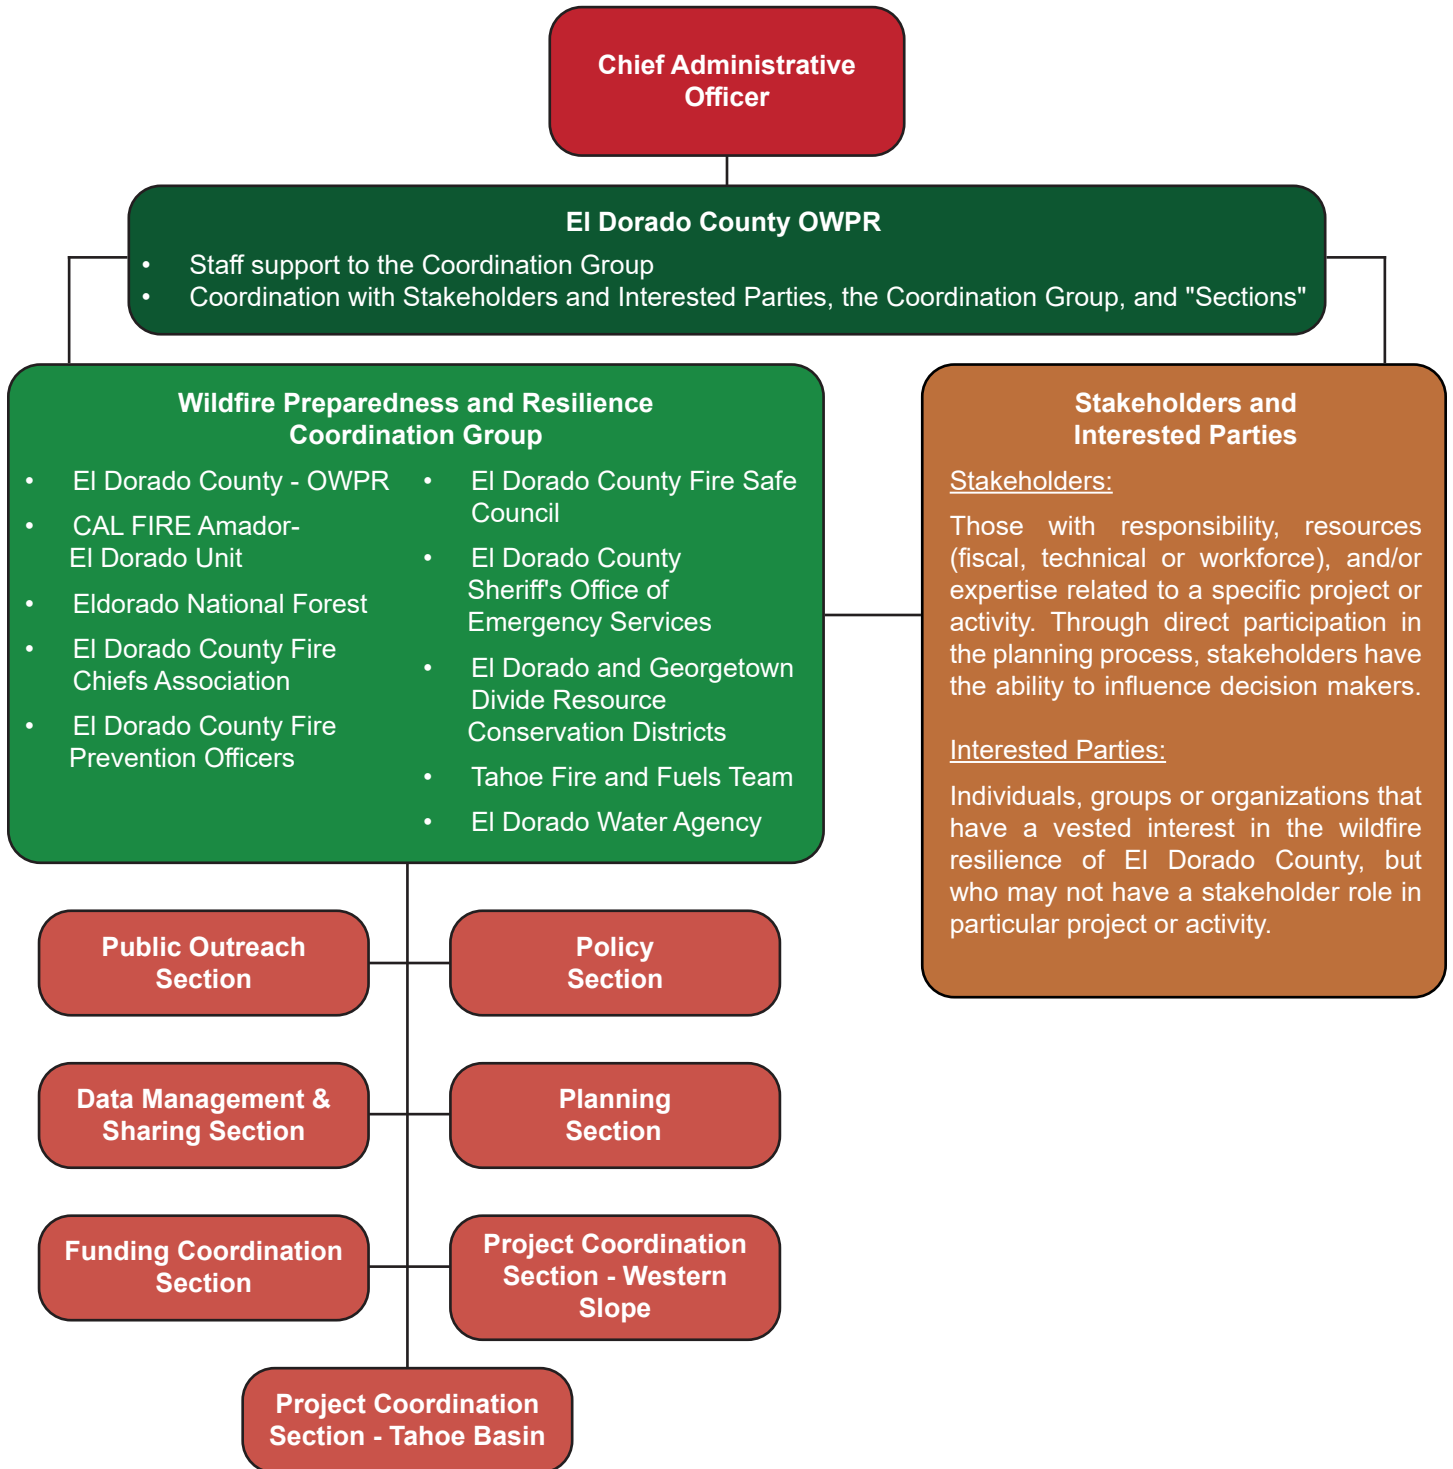 Chief Administrative
Officer
El Dorado County OWPR
• Staff support to the Coordination Group
• Coordination with Stakeholders and Interested Parties, the Coordination Group, and "Sections"
Wildfire Preparedness and Resilience
Coordination Group
• El Dorado County - OWPR
• CAL FIRE Amador-
El Dorado Unit
• Eldorado National Forest
• El Dorado County Fire
Chiefs Association
• El Dorado County Fire
Prevention Officers
• El Dorado County Fire Safe
Council
• El Dorado County
Sheriff's Office of
Emergency Services
• El Dorado and Georgetown
Divide Resource
Conservation Districts
• Tahoe Fire and Fuels Team
• El Dorado Water Agency
Stakeholders and
Interested Parties
Stakeholders:
Those with responsibility, resources
(fiscal, technical or workforce), and/or
expertise related to a specific project or
activity. Through direct participation in
the planning process, stakeholders have
the ability to influence decision makers.
Interested Parties:
Individuals, groups or organizations that
have a vested interest in the wildfire
resilience of El Dorado County, but
who may not have a stakeholder role in
particular project or activity.
Public Outreach
Section
Policy
Section
Data Management &
Sharing Section
Planning
Section
Funding Coordination
Section
Project Coordination
Section - Western
Slope
Project Coordination
Section - Tahoe Basin